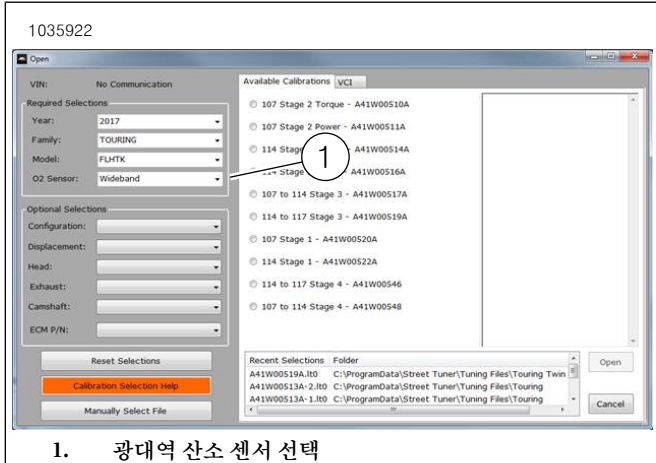 1035922
Open
VIN: No Communication
Required Selections
Year: 2017
Family: TOURING
Model: FLHTK
O2 Sensor: Wideband
Optional Selections
Configuration:
Displacement:
Head:
Exhaust:
Camshaft:
ECM P/N:
Reset Selections
Calibration Selection Help
Manually Select File
Available Calibrations VCI
107 Stage 2 Torque - A41W00510A
107 Stage 2 Power - A41W00511A
114 Stage - A41W00514A
114 Stage - A41W00516A
107 to 114 Stage 3 - A41W00517A
114 to 117 Stage 3 - A41W00519A
107 Stage 1 - A41W00520A
114 Stage 1 - A41W00522A
114 to 117 Stage 4 - A41W00546
107 to 114 Stage 4 - A41W00548
1
Recent Selections Folder
A41W00519A.lt0 C:\ProgramData\Street Tuner\Tuning Files\Touring Twin
A41W00513A-2.lt0 C:\ProgramData\Street Tuner\Tuning Files\Touring
A41W00513A-1.lt0 C:\ProgramData\Street Tuner\Tuning Files\Touring
Open
Cancel
1. 광대역 산소 센서 선택